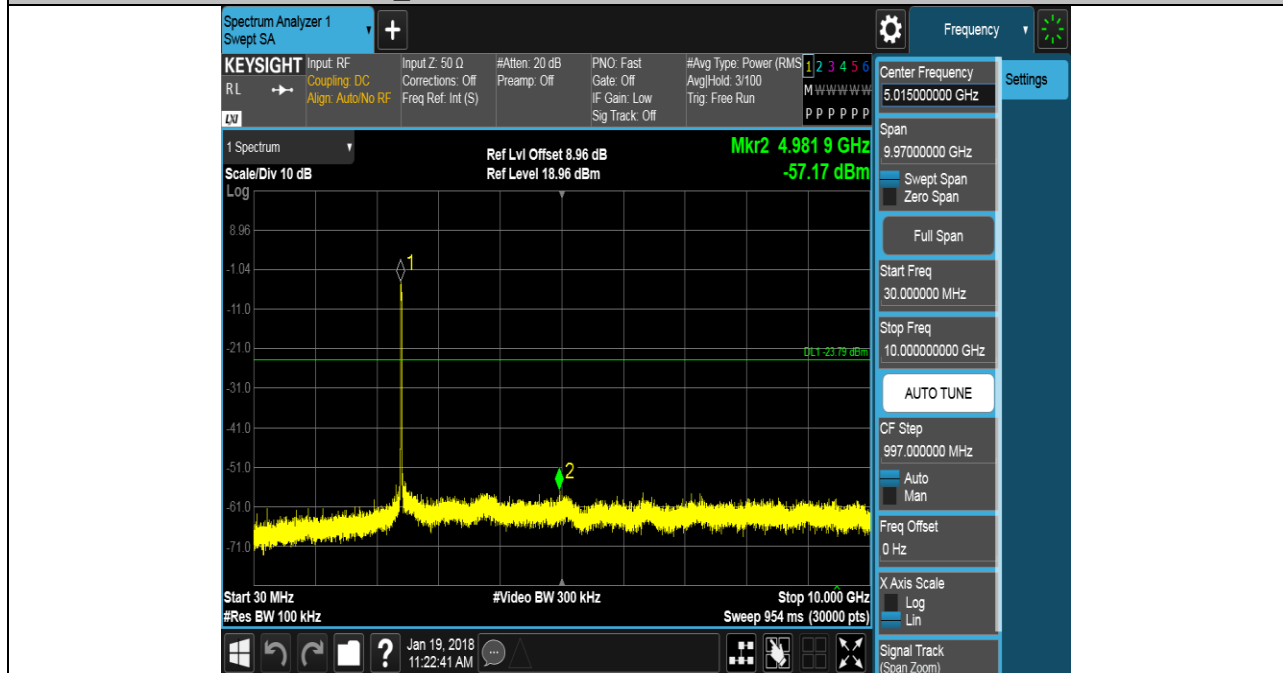 Spectrum Analyzer 1
Swept SA
Frequency
KEYSIGHT
RL
LXI
Input: RF
Coupling: DC
Align: Auto/No RF
Input Z: 50 Ω
Corrections: Off
Freq Ref: Int (S)
#Atten: 20 dB
Preamp: Off
PNO: Fast
Gate: Off
IF Gain: Low
Sig Track: Off
#Avg Type: Power (RMS
Avg|Hold: 3/100
Trig: Free Run
1 2 3 4 5 6
M W W W W W
P P P P P P
1 Spectrum
Scale/Div 10 dB
Log
Ref Lvl Offset 8.96 dB
Ref Level 18.96 dBm
Mkr2 4.981 9 GHz
-57.17 dBm
8.96
-1.04
-11.0
-21.0
-31.0
-41.0
-51.0
-61.0
-71.0
1
2
DL1 -23.79 dBm
Start 30 MHz
#Res BW 100 kHz
#Video BW 300 kHz
Stop 10.000 GHz
Sweep 954 ms (30000 pts)
Jan 19, 2018
11:22:41 AM
Center Frequency
5.015000000 GHz
Span
9.97000000 GHz
Swept Span
Zero Span
Full Span
Start Freq
30.000000 MHz
Stop Freq
10.000000000 GHz
AUTO TUNE
CF Step
997.000000 MHz
Auto
Man
Freq Offset
0 Hz
X Axis Scale
Log
Lin
Signal Track
(Span Zoom)
Settings